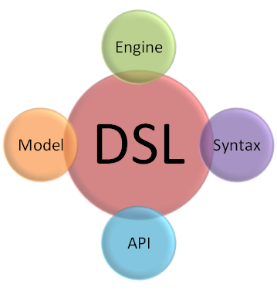 Engine
Model
DSL
Syntax
API